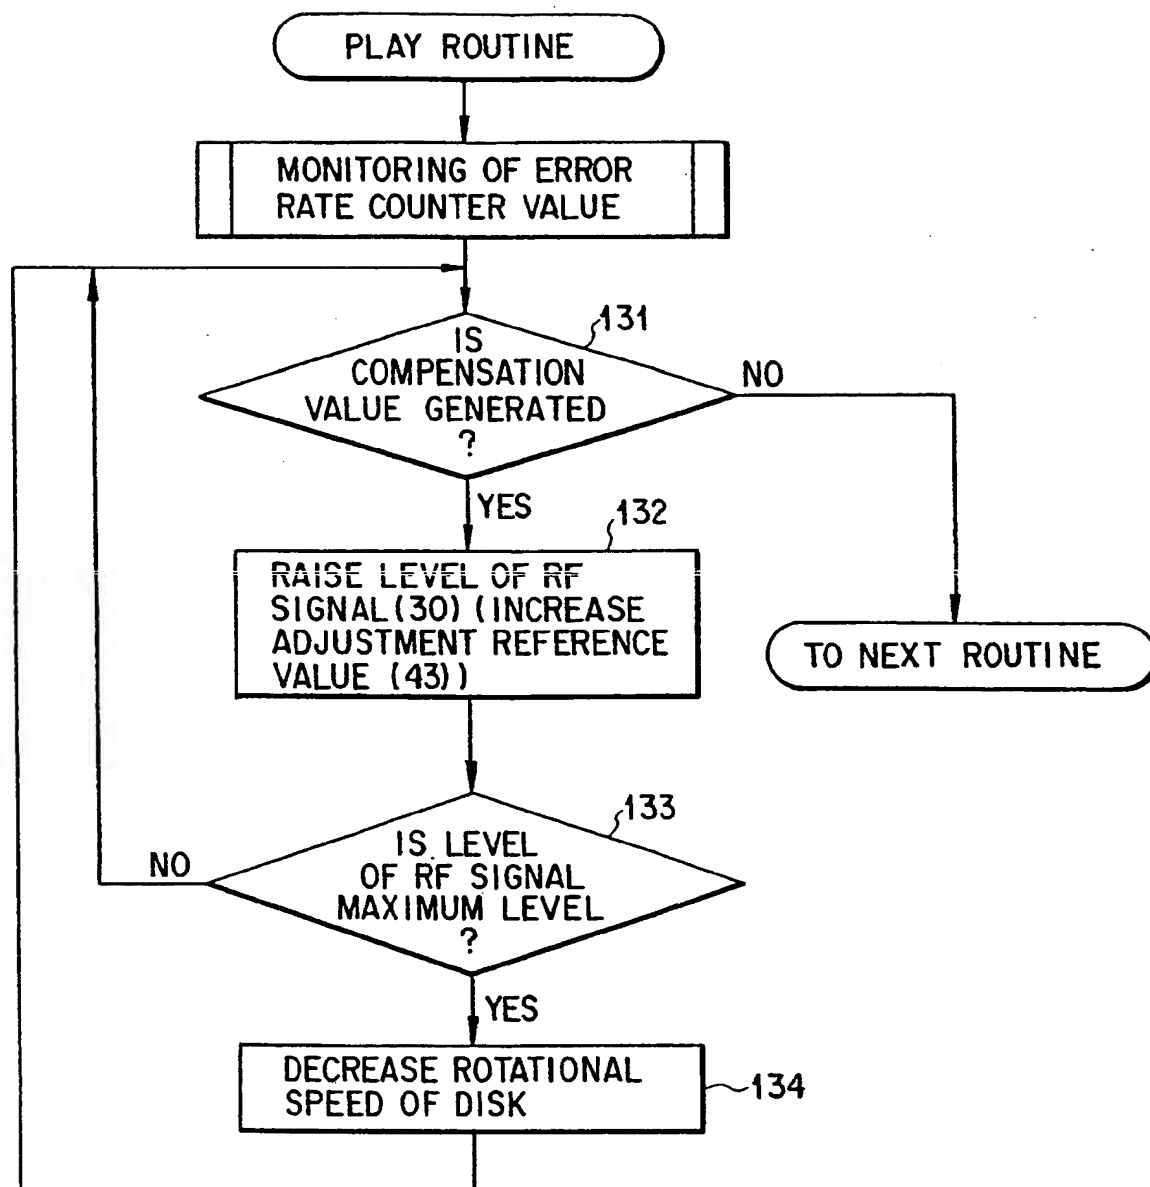 PLAY ROUTINE
MONITORING OF ERROR
RATE COUNTER VALUE
131
IS
COMPENSATION
VALUE GENERATED
?
NO
YES
132
RAISE LEVEL OF RF
SIGNAL(30) (INCREASE
ADJUSTMENT REFERENCE
VALUE (43))
TO NEXT ROUTINE
133
IS LEVEL
OF RF SIGNAL
MAXIMUM LEVEL
?
NO
YES
DECREASE ROTATIONAL
SPEED OF DISK
134